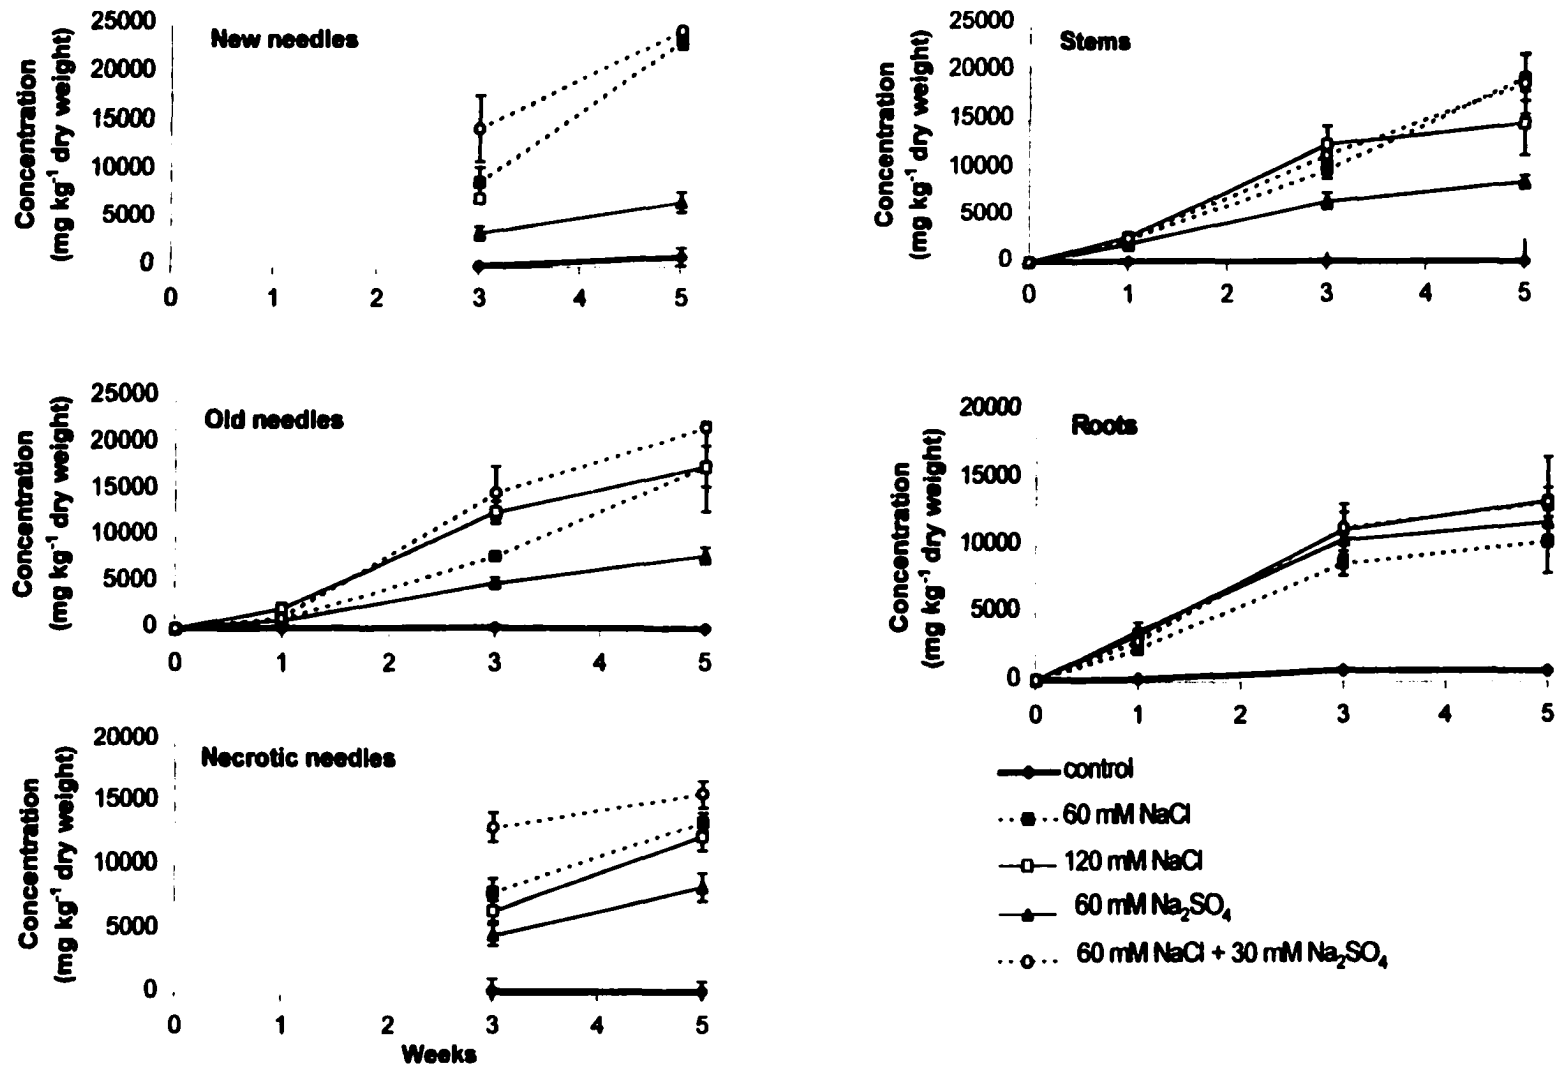 New needles
Concentration
(mg kg⁻¹ dry weight)
25000
20000
15000
10000
5000
0
0 1 2 3 4 5
Stems
Concentration
(mg kg⁻¹ dry weight)
25000
20000
15000
10000
5000
0
0 1 2 3 4 5
Old needles
Concentration
(mg kg⁻¹ dry weight)
25000
20000
15000
10000
5000
0
0 1 2 3 4 5
Roots
Concentration
(mg kg⁻¹ dry weight)
20000
15000
10000
5000
0
0 1 2 3 4 5
Necrotic needles
Concentration
(mg kg⁻¹ dry weight)
20000
15000
10000
5000
0
0 1 2 3 4 5
Weeks
control
60 mM NaCl
120 mM NaCl
60 mM Na₂SO₄
60 mM NaCl + 30 mM Na₂SO₄